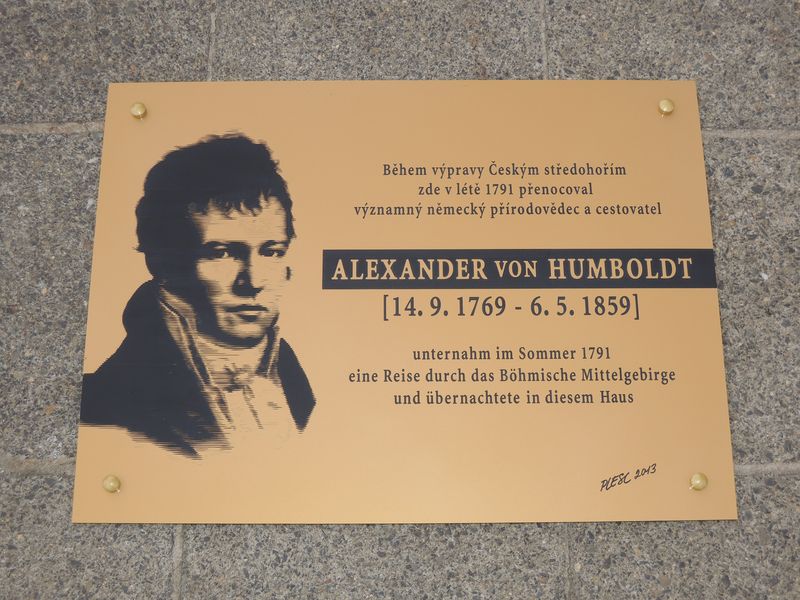 Během výpravy Českým středohořím
zde v létě 1791 přenocoval
významný německý přírodovědec a cestovatel
ALEXANDER VON HUMBOLDT
[14. 9. 1769 - 6. 5. 1859]
unternahm im Sommer 1791
eine Reise durch das Böhmische Mittelgebirge
und übernachtete in diesem Haus
PLESL 2013